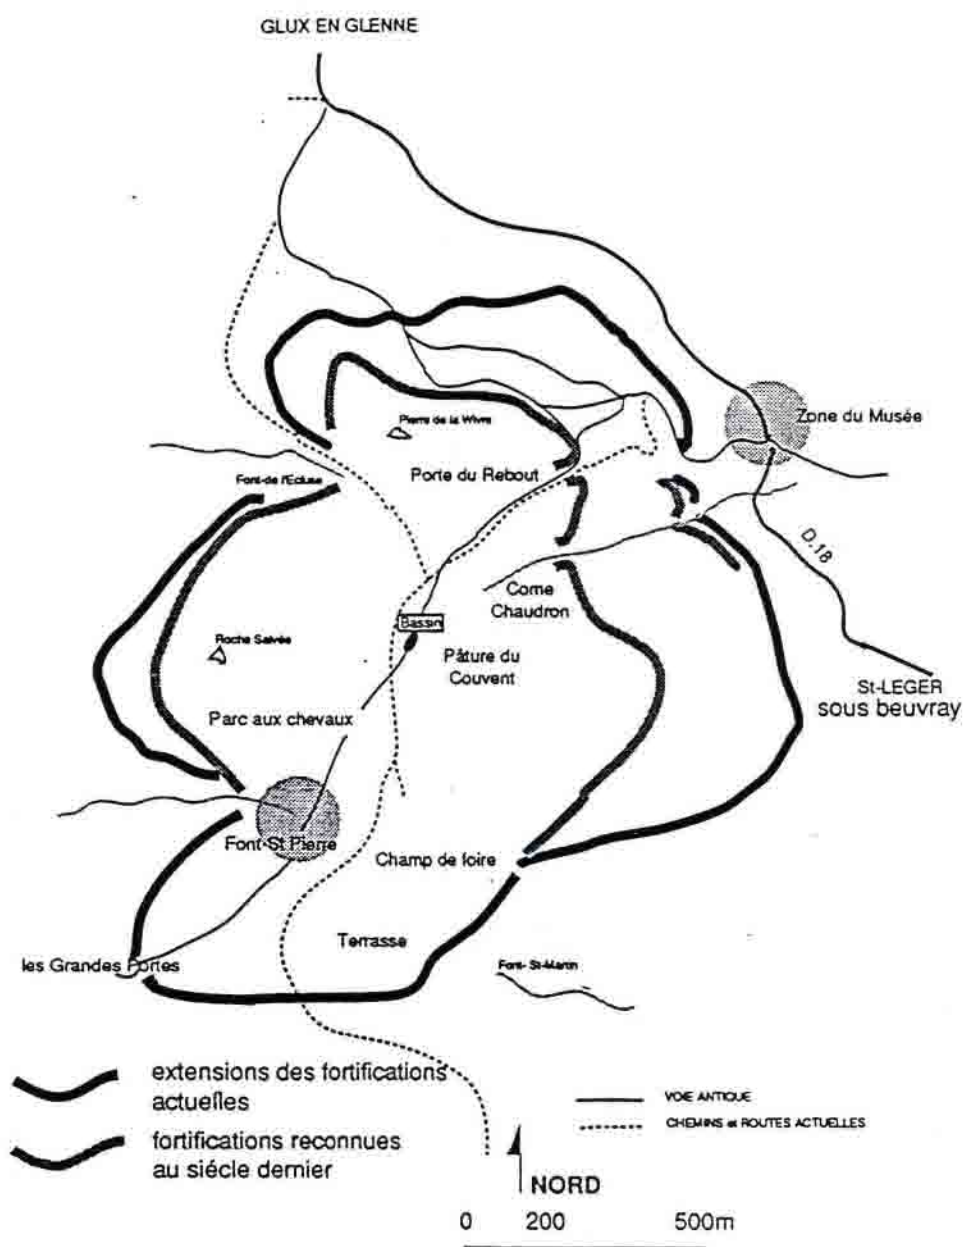 GLUX EN GLENNE
Zone du Musée
Pierre de la Wivre
Porte du Rebout
Font-de l'Ecluse
D.18
Come
Chaudron
Bassin
Roche Salvée
Pâture du
Couvent
St-LEGER
sous beuvray
Parc aux chevaux
Font-St Pierre
Champ de foire
Terrasse
les Grandes Portes
Font-St-Martin
extensions des fortifications
actuelles
fortifications reconnues
au siécle dernier
VOIE ANTIQUE
CHEMINS et ROUTES ACTUELLES
NORD
0 200 500m